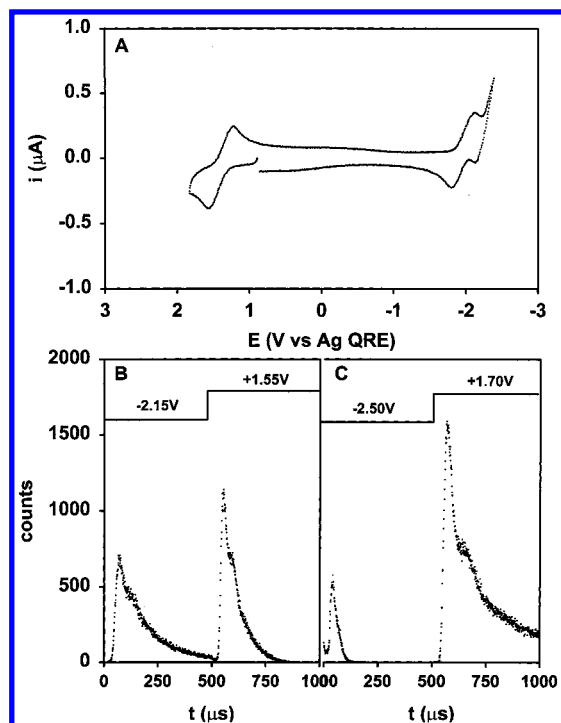 A
1.0
0.5
0.0
-0.5
-1.0
i (μA)
3 2 1 0 -1 -2 -3
E (V vs Ag QRE)
B
-2.15V
+1.55V
C
-2.50V
+1.70V
2000
1500
1000
500
0
counts
0 250 500 750 100 250 500 750 1000
t (μs)
t (μs)